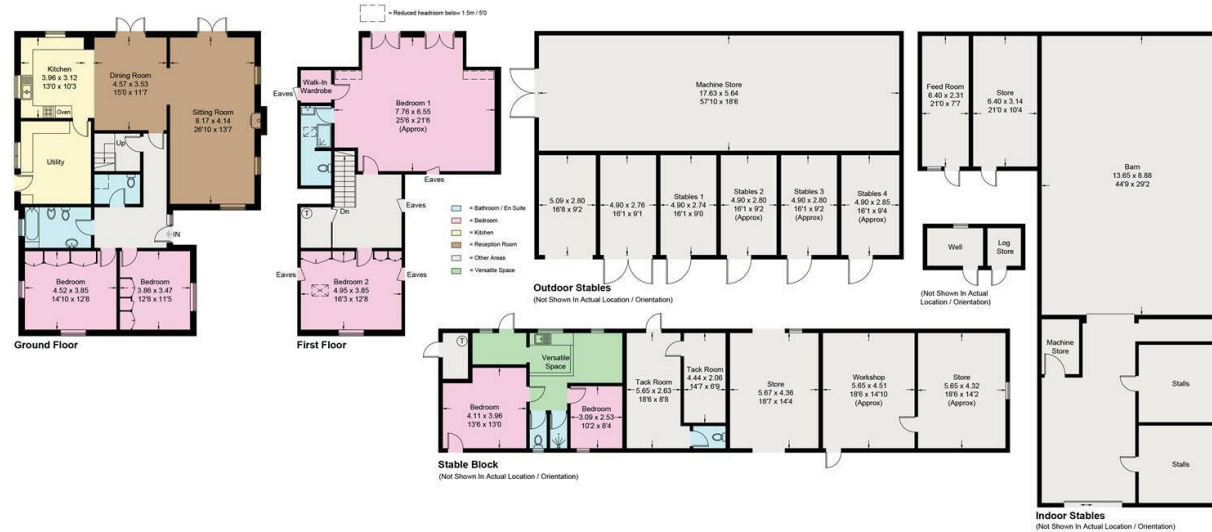 = Reduced headroom below 1.5m / 5'0
Kitchen
3.96 x 3.12
13'0 x 10'3
Oven
Dining Room
4.57 x 3.53
15'0 x 11'7
Sitting Room
8.17 x 4.14
26'10 x 13'7
Utility
Up
IN
Bedroom
4.52 x 3.85
14'10 x 12'8
Bedroom
3.86 x 3.47
12'8 x 11'5
Ground Floor
Walk-In
Wardrobe
Eaves
Bedroom 1
7.76 x 6.55
25'6 x 21'6
(Approx)
Eaves
Dn
T
Eaves
Eaves
Bedroom 2
4.95 x 3.85
16'3 x 12'8
Eaves
First Floor
= Bathroom / En Suite
= Bedroom
= Kitchen
= Reception Room
= Other Areas
= Versatile Space
Machine Store
17.63 x 5.64
57'10 x 18'6
5.09 x 2.80
16'8 x 9'2
4.90 x 2.76
16'1 x 9'1
Stables 1
4.90 x 2.74
16'1 x 9'0
Stables 2
4.90 x 2.80
16'1 x 9'2
(Approx)
Stables 3
4.90 x 2.80
16'1 x 9'2
(Approx)
Stables 4
4.90 x 2.85
16'1 x 9'4
(Approx)
Outdoor Stables
(Not Shown In Actual Location / Orientation)
Feed Room
6.40 x 2.31
21'0 x 7'7
Store
6.40 x 3.14
21'0 x 10'4
Well
Log
Store
(Not Shown In Actual
Location / Orientation)
Barn
13.65 x 8.88
44'9 x 29'2
Machine
Store
Stalls
Stalls
Indoor Stables
(Not Shown In Actual Location / Orientation)
T
Versatile
Space
Bedroom
4.11 x 3.96
13'6 x 13'0
Bedroom
3.09 x 2.53
10'2 x 8'4
Tack Room
5.65 x 2.63
18'6 x 8'8
Tack Room
4.44 x 2.06
14'7 x 6'9
Store
5.67 x 4.36
18'7 x 14'4
Workshop
5.65 x 4.51
18'6 x 14'10
(Approx)
Store
5.65 x 4.32
18'6 x 14'2
(Approx)
Stable Block
(Not Shown In Actual Location / Orientation)